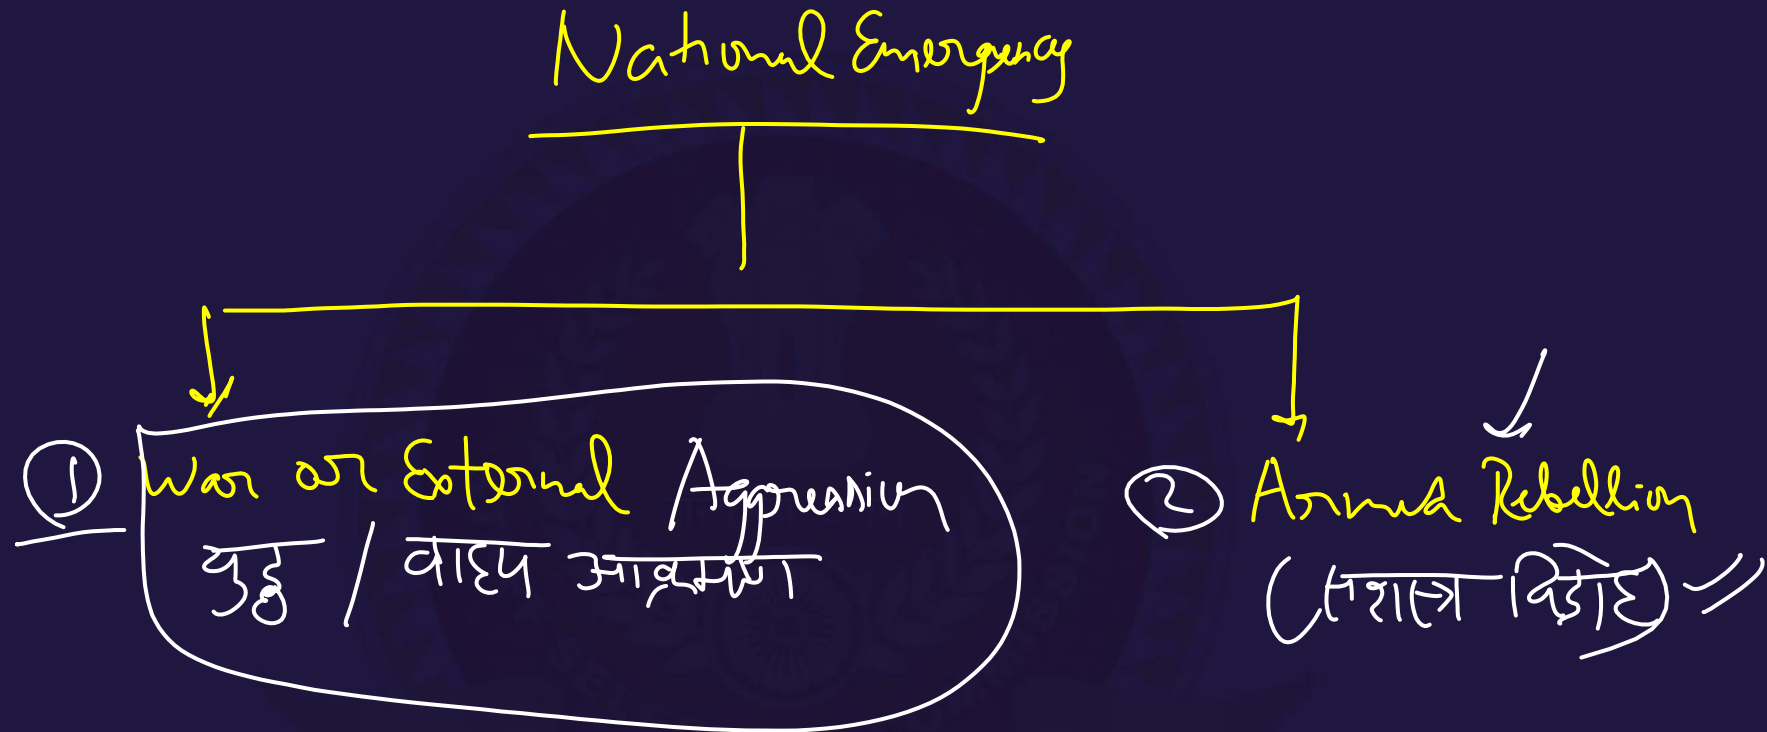 National Emergency
① War or External Aggression
युद्ध / वाह्य आक्रमण
② Armed Rebellion
(सशस्त्र विद्रोह)